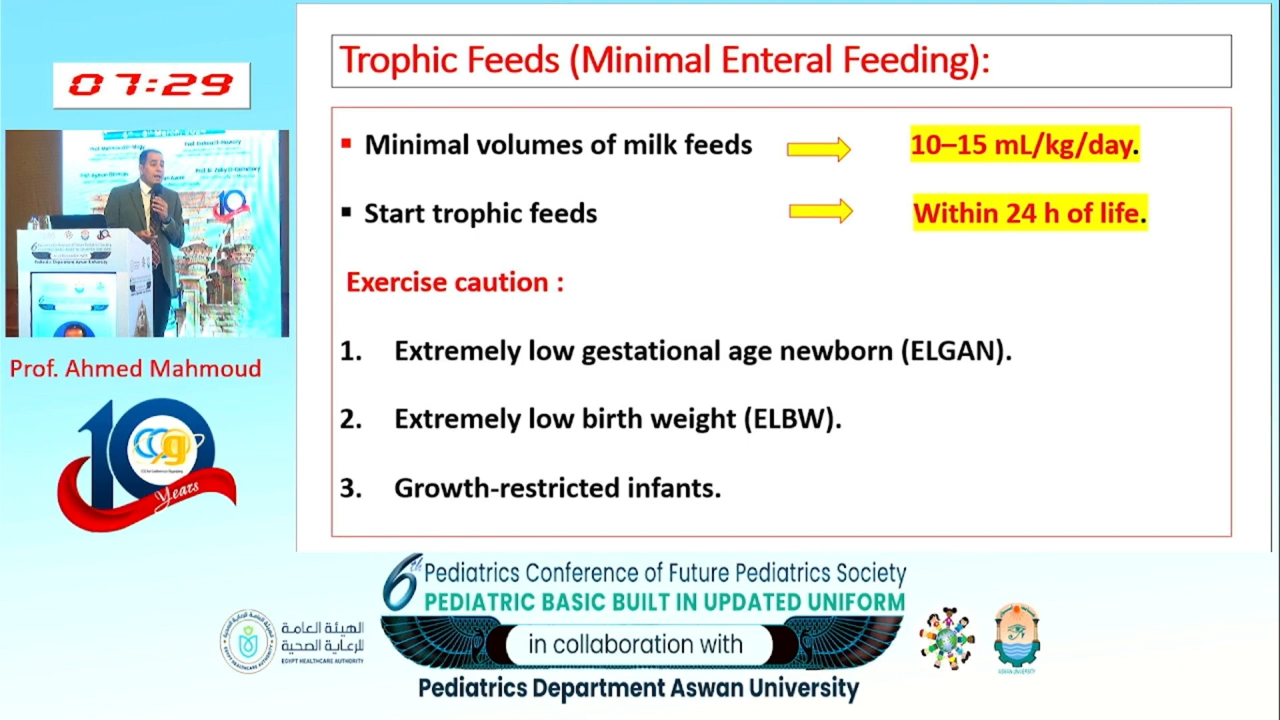 07:29
Trophic Feeds (Minimal Enteral Feeding):
▪ Minimal volumes of milk feeds 10–15 mL/kg/day.
▪ Start trophic feeds Within 24 h of life.
Exercise caution :
1. Extremely low gestational age newborn (ELGAN).
2. Extremely low birth weight (ELBW).
3. Growth-restricted infants.
Prof. Ahmed Mahmoud
10
Years
6th Pediatrics Conference of Future Pediatrics Society
PEDIATRIC BASIC BUILT IN UPDATED UNIFORM
in collaboration with
Pediatrics Department Aswan University
الهيئة العامة
للرعاية الصحية
EGYPT HEALTHCARE AUTHORITY
ASWAN UNIVERSITY